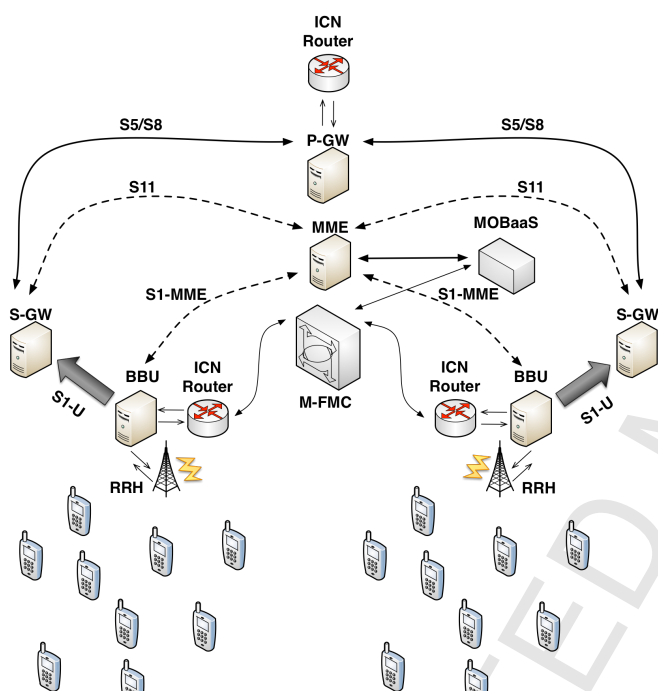 ICN
Router
S5/S8
S5/S8
P-GW
S11
S11
MME
MOBaaS
S1-MME
S1-MME
S-GW
S-GW
BBU
ICN
Router
ICN
Router
BBU
M-FMC
S1-U
S1-U
RRH
RRH